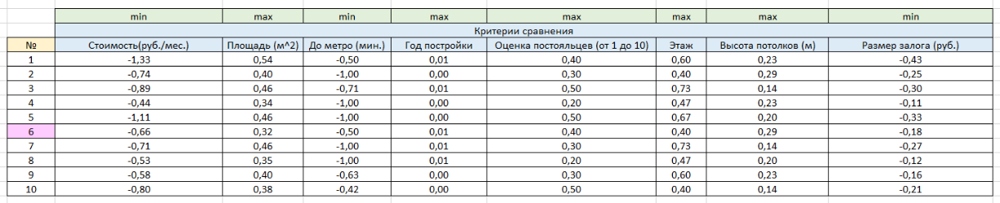 min max min max max max max min
Критерии сравнения
№ Стоимость(руб./мес.) Площадь (м^2) До метро (мин.) Год постройки Оценка постояльцев (от 1 до 10) Этаж Высота потолков (м) Размер залога (руб.)
1 -1,33 0,54 -0,50 0,01 0,40 0,60 0,23 -0,43
2 -0,74 0,40 -1,00 0,00 0,30 0,40 0,29 -0,25
3 -0,89 0,46 -0,71 0,01 0,50 0,73 0,14 -0,30
4 -0,44 0,34 -1,00 0,00 0,20 0,47 0,23 -0,11
5 -1,11 0,46 -1,00 0,00 0,50 0,67 0,20 -0,33
6 -0,66 0,32 -0,50 0,01 0,40 0,40 0,29 -0,18
7 -0,71 0,46 -1,00 0,01 0,30 0,73 0,14 -0,27
8 -0,53 0,35 -1,00 0,01 0,20 0,47 0,20 -0,12
9 -0,58 0,40 -0,63 0,00 0,30 0,60 0,23 -0,16
10 -0,80 0,38 -0,42 0,00 0,50 0,40 0,14 -0,21